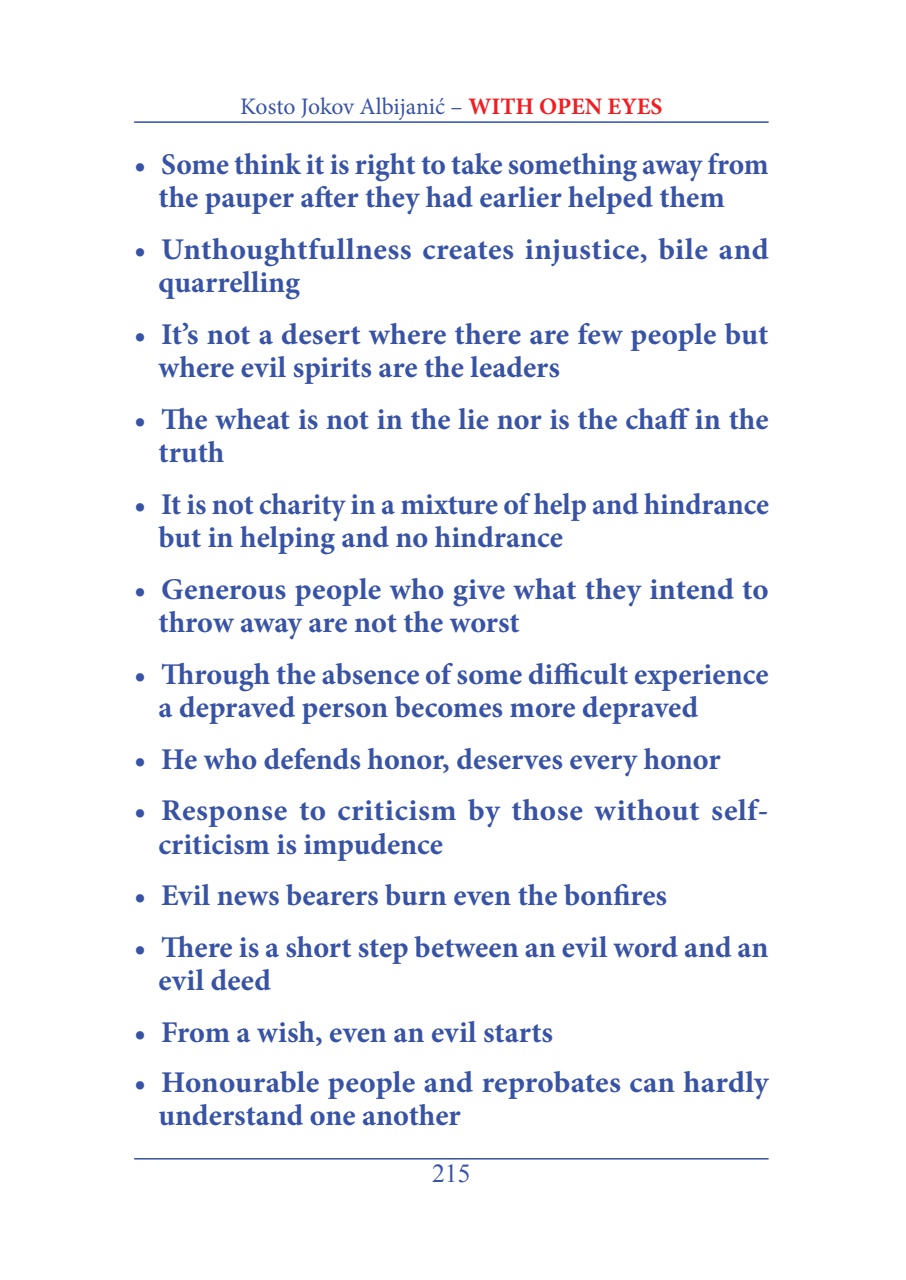 Kosto Jokov Albijanić – WITH OPEN EYES
• Some think it is right to take something away from
the pauper after they had earlier helped them
• Unthoughtfullness creates injustice, bile and
quarrelling
• It’s not a desert where there are few people but
where evil spirits are the leaders
• The wheat is not in the lie nor is the chaff in the
truth
• It is not charity in a mixture of help and hindrance
but in helping and no hindrance
• Generous people who give what they intend to
throw away are not the worst
• Through the absence of some difficult experience
a depraved person becomes more depraved
• He who defends honor, deserves every honor
• Response to criticism by those without self-
criticism is impudence
• Evil news bearers burn even the bonfires
• There is a short step between an evil word and an
evil deed
• From a wish, even an evil starts
• Honourable people and reprobates can hardly
understand one another
215